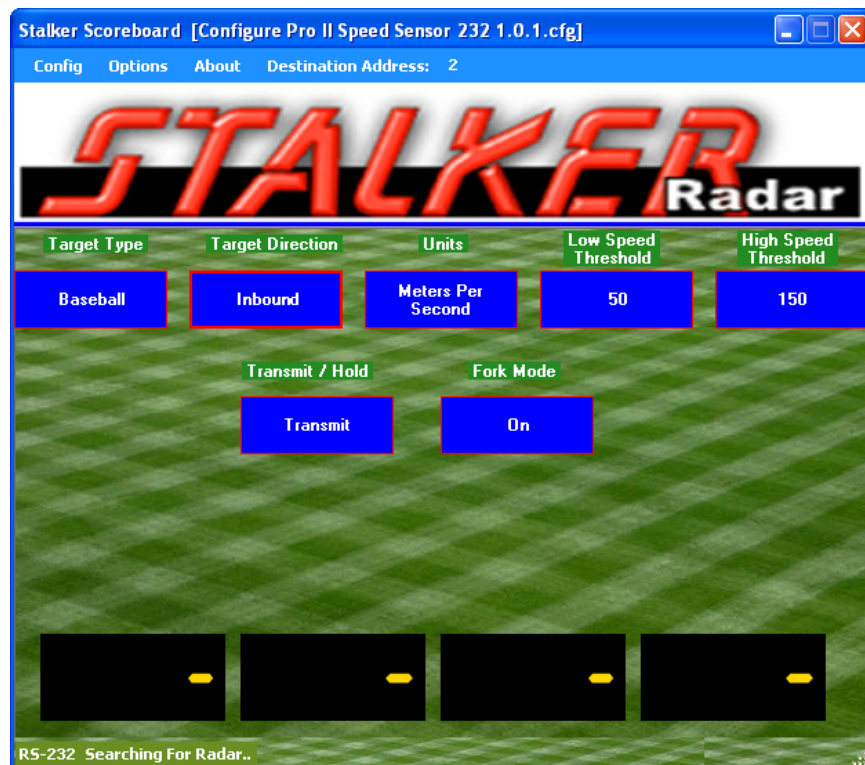 Stalker Scoreboard [Configure Pro II Speed Sensor 232 1.0.1.cfg]
Config Options About Destination Address: 2
STALKER
Radar
Target Type Target Direction Units Low Speed Threshold High Speed Threshold
Baseball Inbound Meters Per Second 50 150
Transmit / Hold Fork Mode
Transmit On
RS-232 Searching For Radar..